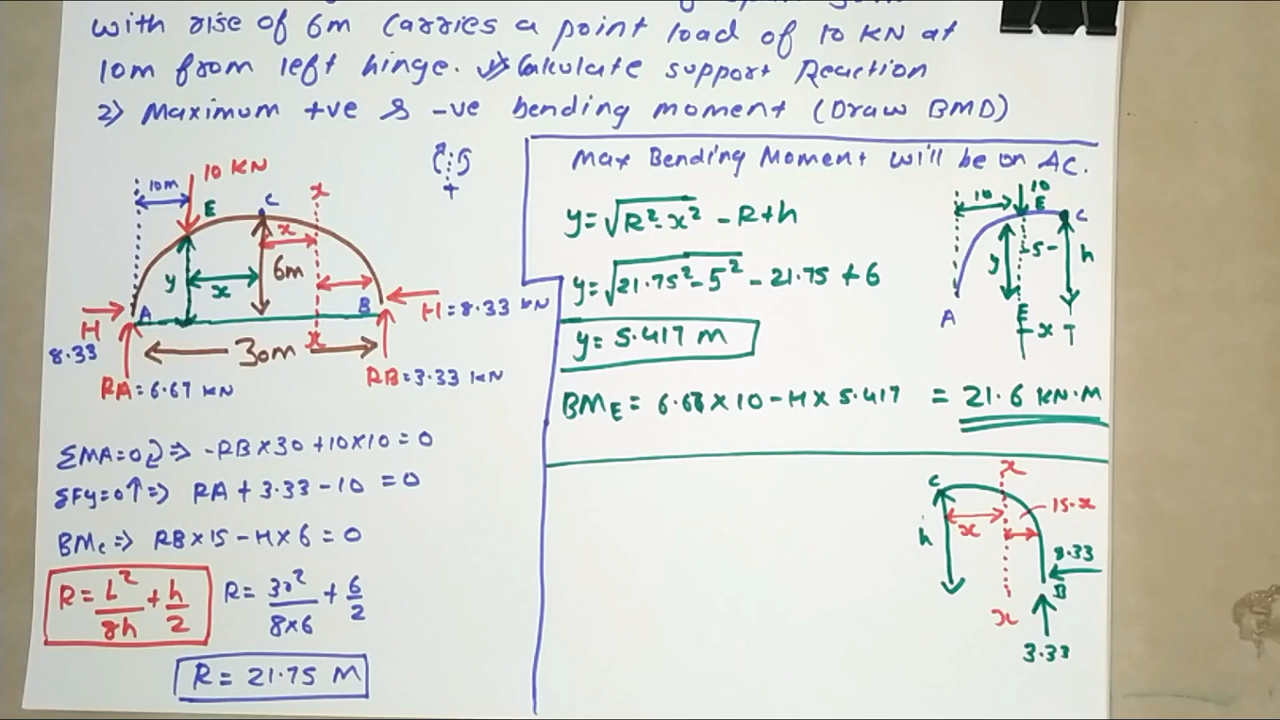 with rise of 6m carries a point load of 10 KN at
10m from left hinge. 1) Calculate support Reaction
2) Maximum +ve & -ve bending moment (Draw BMD)
10m
10 KN
E
C
x
x
y
x
6m
A
B
H
8.33
H=8.33 KN
30m
x
RA=6.67 KN
RB=3.33 KN
+
ΣMA=0 ⇒ -RB×30+10×10=0
ΣFy=0↑⇒ RA+3.33-10=0
BMc ⇒ RB×15-H×6=0
R=L²/8h+h/2
R=30²/8×6+6/2
R=21.75 M
Max Bending Moment will be on AC.
y=√R²-x² -R+h
y=√21.75²-5² -21.75+6
y=5.417 m
BME=6.67×10-H×5.417 = 21.6 KN.M
10
10
E
C
5
y
h
A
E
x
C
x
15-x
x
h
8.33
B
x
3.33